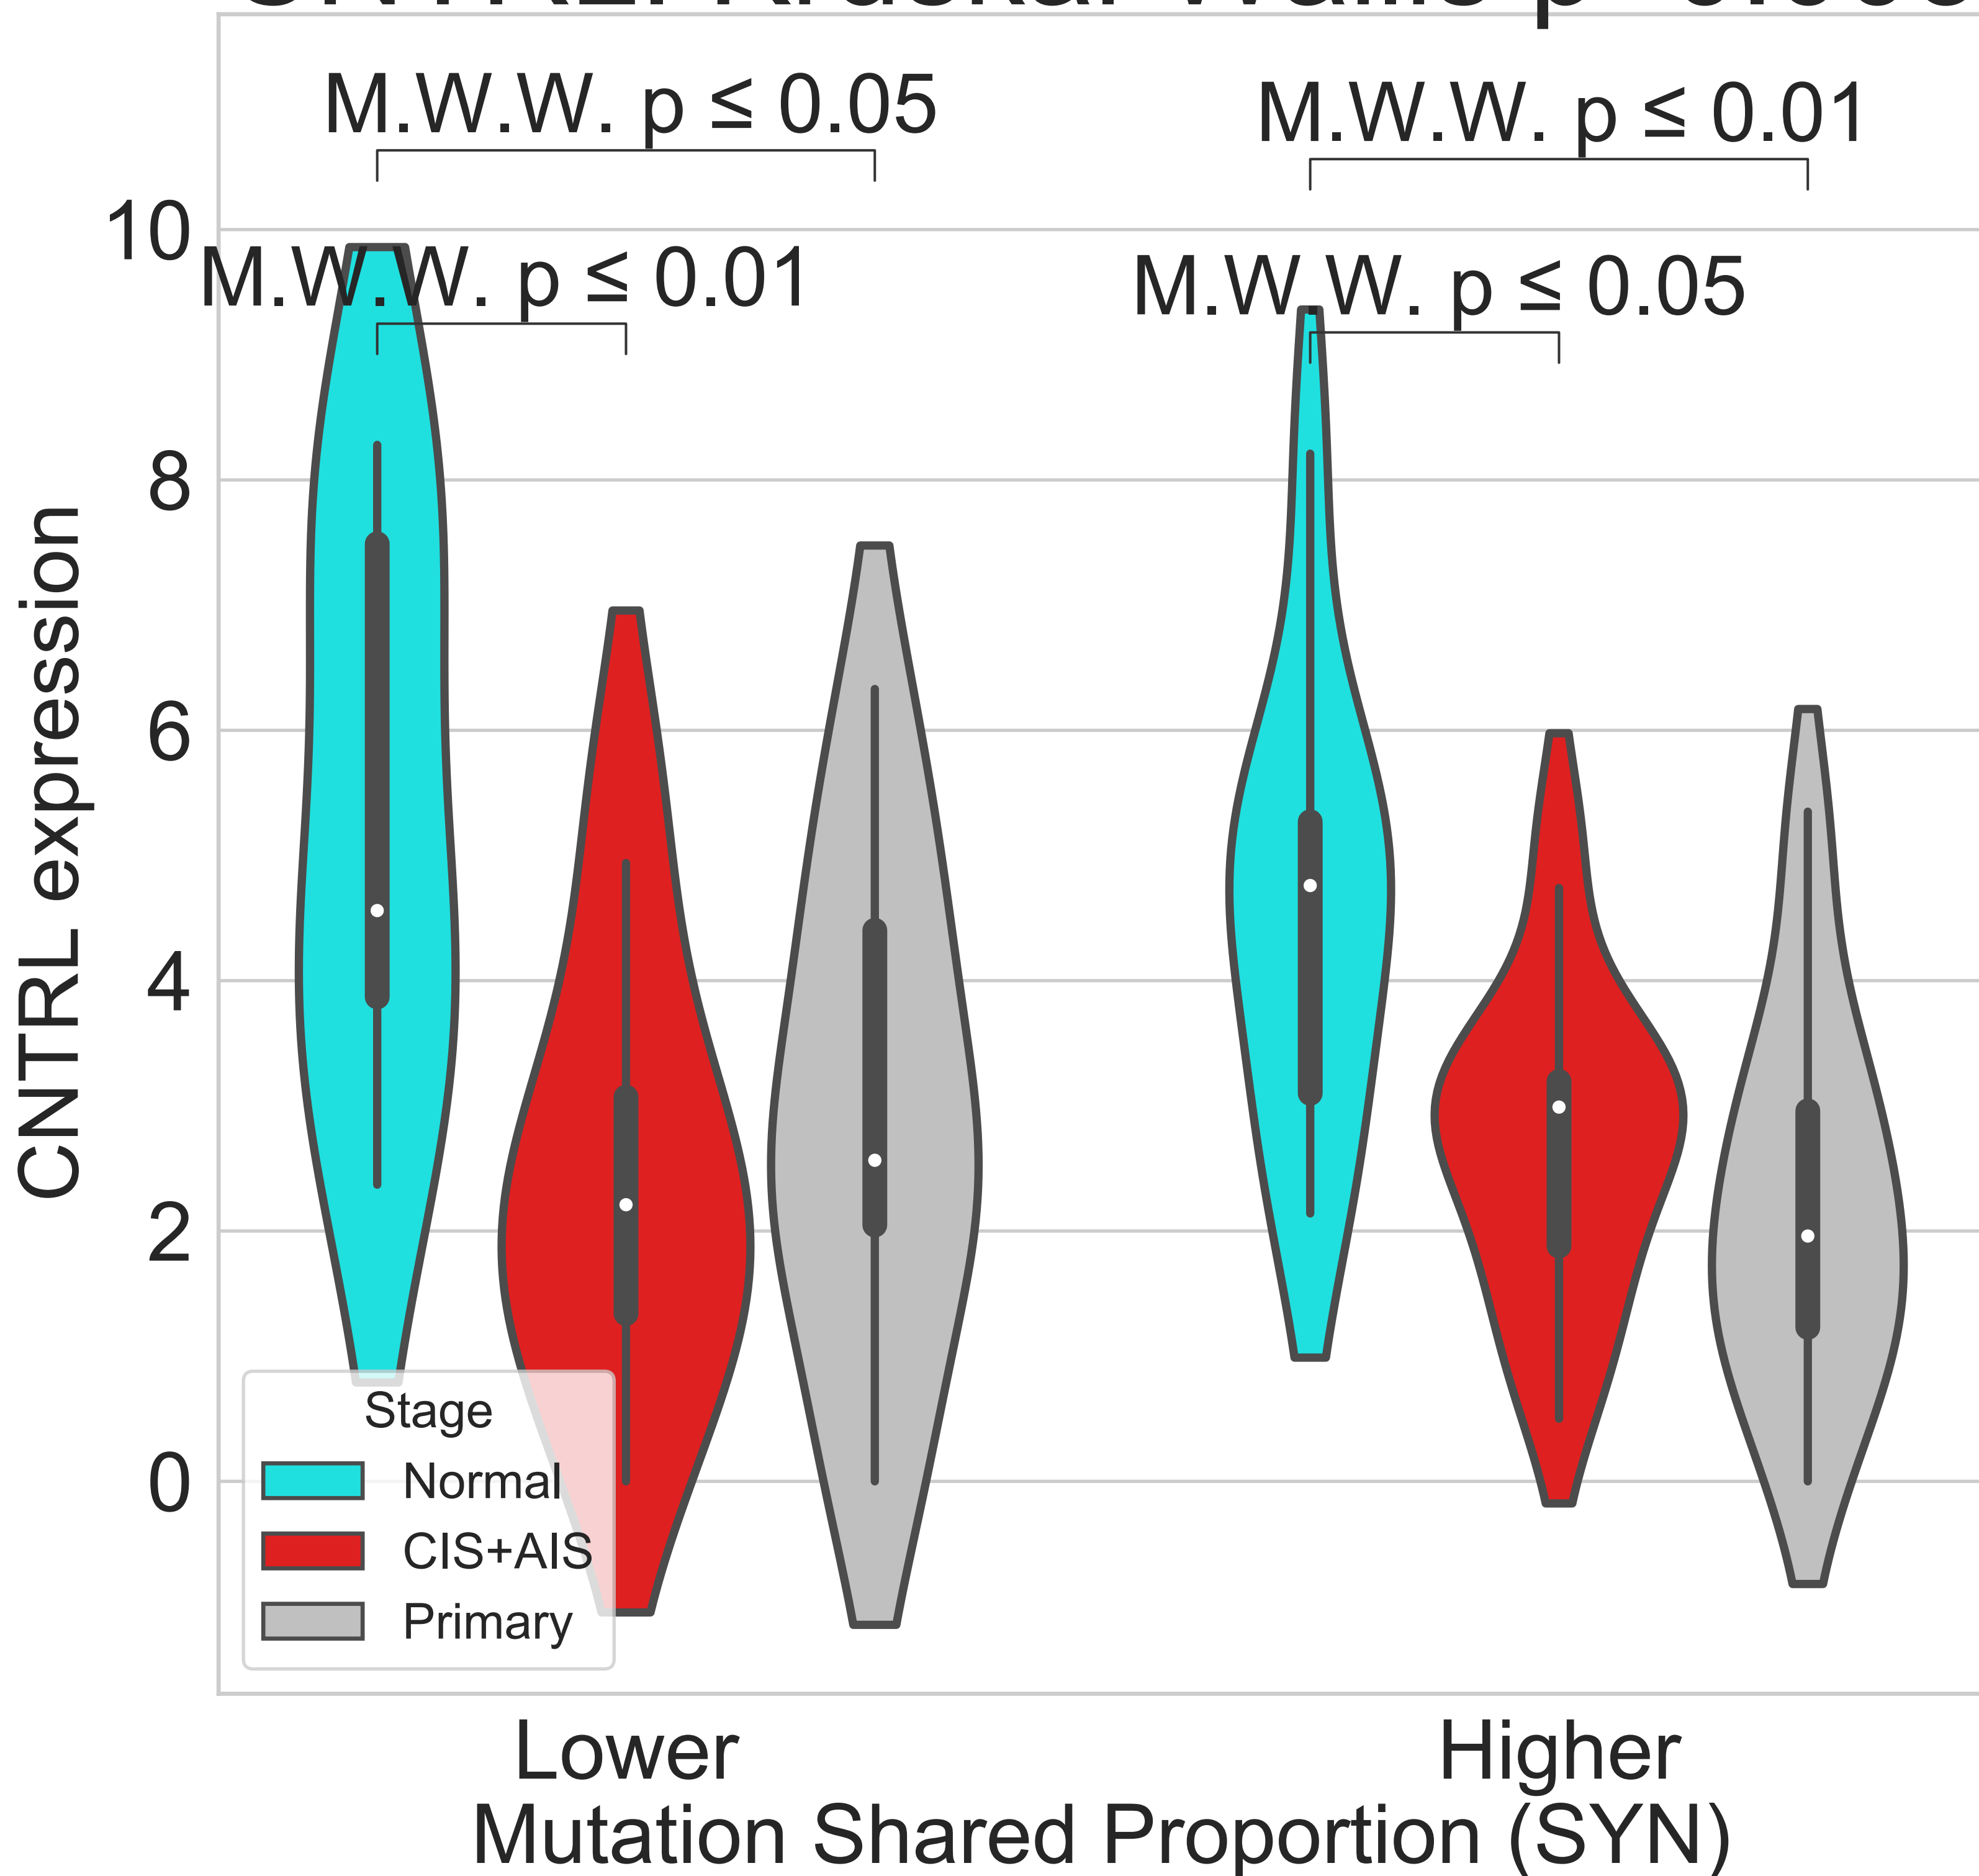 M.W.W. p ≤ 0.05
M.W.W. p ≤ 0.01
M.W.W. p ≤ 0.01
M.W.W. p ≤ 0.05
10
8
6
4
2
0
CNTRL expression
Stage
Normal
CIS+AIS
Primary
Lower
Higher
Mutation Shared Proportion (SYN)